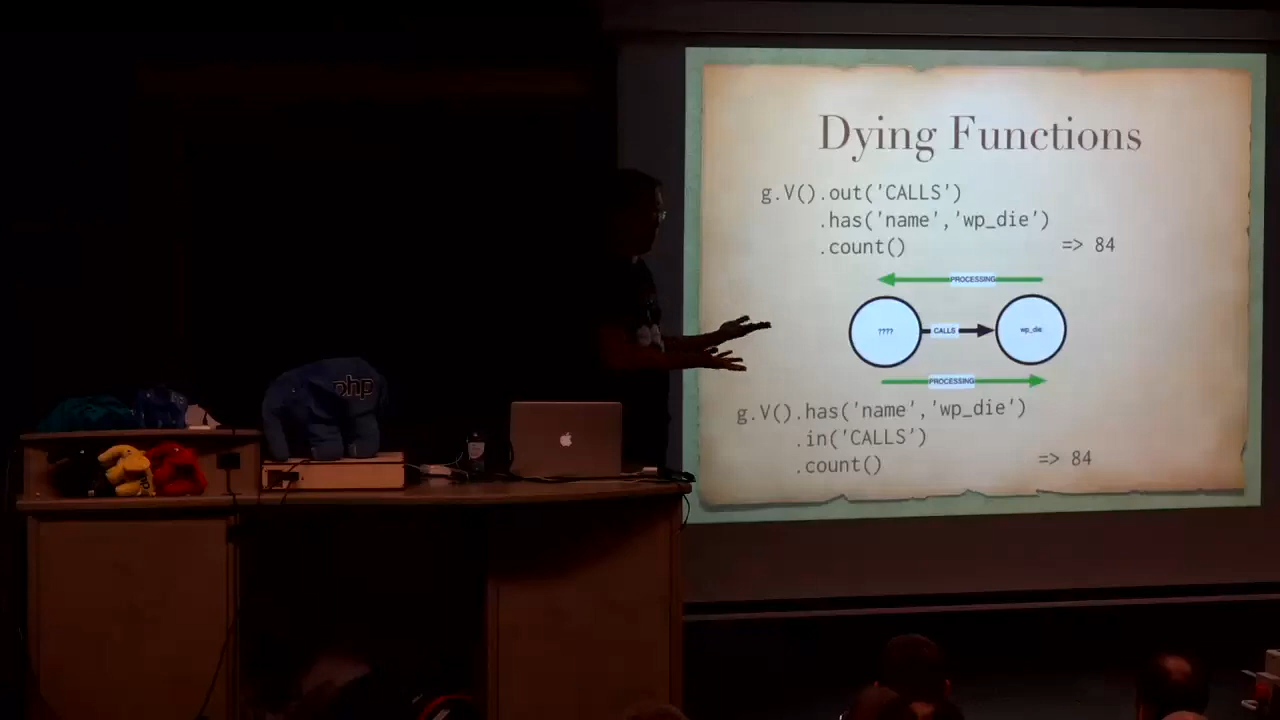 Dying Functions
g.V().out('CALLS')
.has('name','wp_die')
.count() => 84
PROCESSING
???? CALLS wp_die
PROCESSING
g.V().has('name','wp_die')
.in('CALLS')
.count() => 84
php